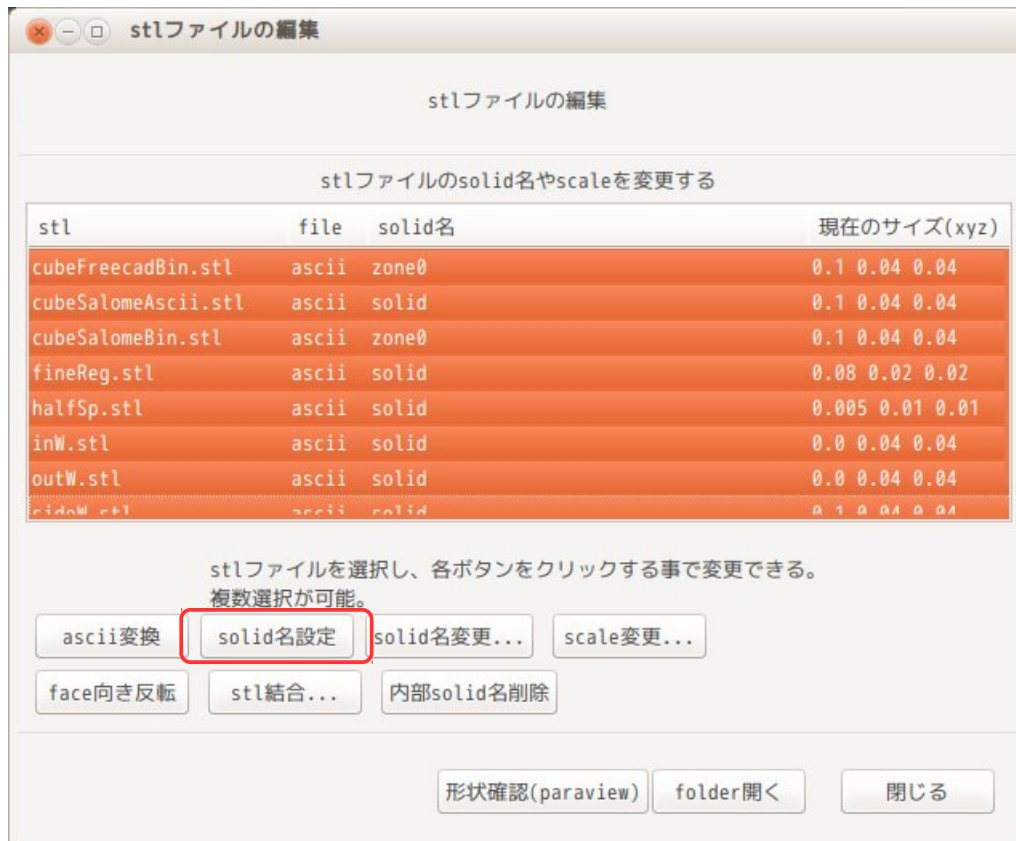 stlファイルの編集
stlファイルの編集
stlファイルのsolid名やscaleを変更する
stl file solid名 現在のサイズ(xyz)
cubeFreecadBin.stl ascii zone0 0.1 0.04 0.04
cubeSalomeAscii.stl ascii solid 0.1 0.04 0.04
cubeSalomeBin.stl ascii zone0 0.1 0.04 0.04
fineReg.stl ascii solid 0.08 0.02 0.02
halfSp.stl ascii solid 0.005 0.01 0.01
inW.stl ascii solid 0.0 0.04 0.04
outW.stl ascii solid 0.0 0.04 0.04
sideW.stl ascii solid 0.1 0.04 0.04
stlファイルを選択し、各ボタンをクリックする事で変更できる。
複数選択が可能。
ascii変換 solid名設定 solid名変更... scale変更...
face向き反転 stl結合... 内部solid名削除
形状確認(paraview) folder開く 閉じる